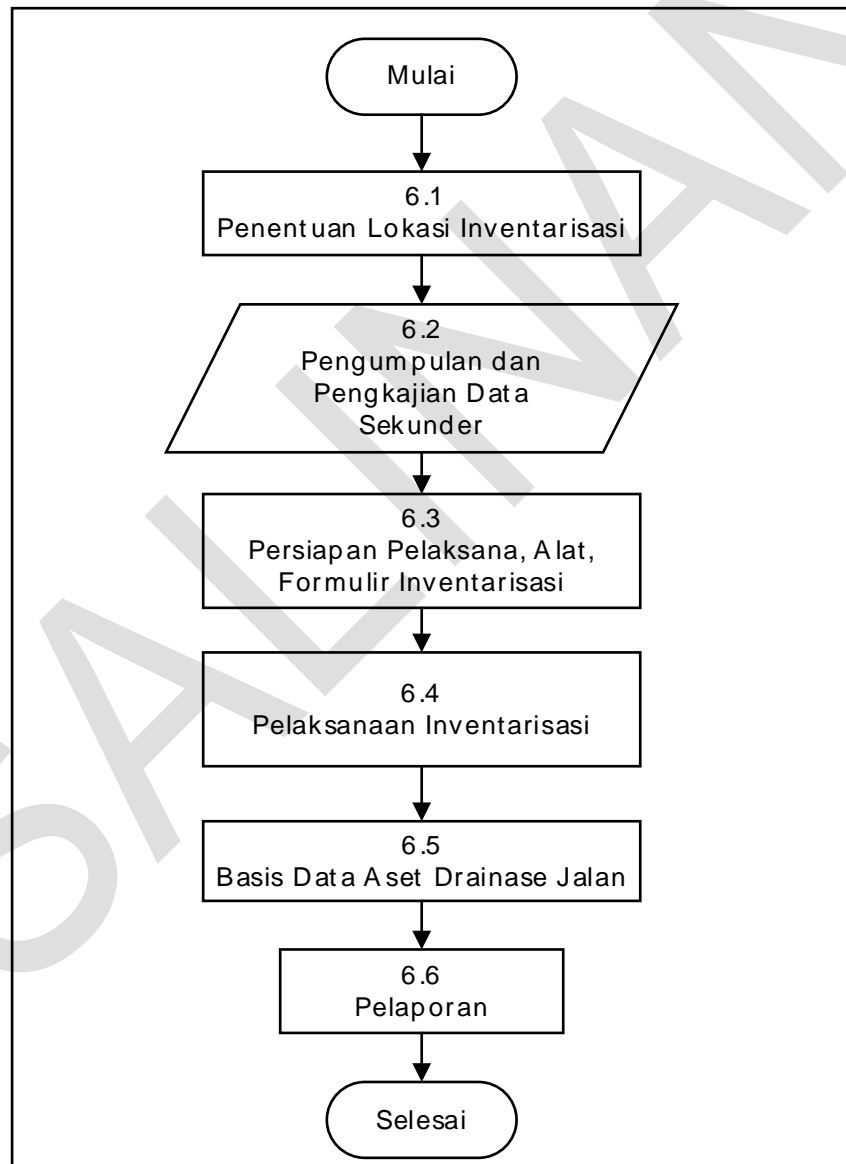 Mulai
6.1
Penentuan Lokasi Inventarisasi
6.2
Pengumpulan dan
Pengkajian Data
Sekunder
6.3
Persiapan Pelaksana, Alat,
Formulir Inventarisasi
6.4
Pelaksanaan Inventarisasi
6.5
Basis Data Aset Drainase Jalan
6.6
Pelaporan
Selesai
SALINAN